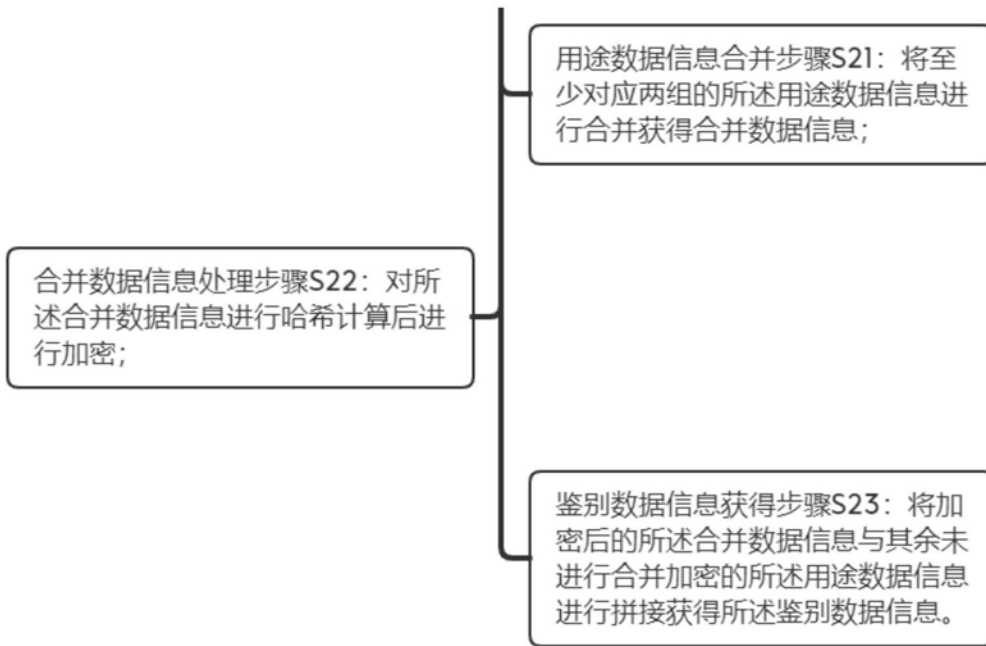 用途数据信息合并步骤S21：将至
少对应两组的所述用途数据信息进
行合并获得合并数据信息；
合并数据信息处理步骤S22：对所
述合并数据信息进行哈希计算后进
行加密；
鉴别数据信息获得步骤S23：将加
密后的所述合并数据信息与其余未
进行合并加密的所述用途数据信息
进行拼接获得所述鉴别数据信息。